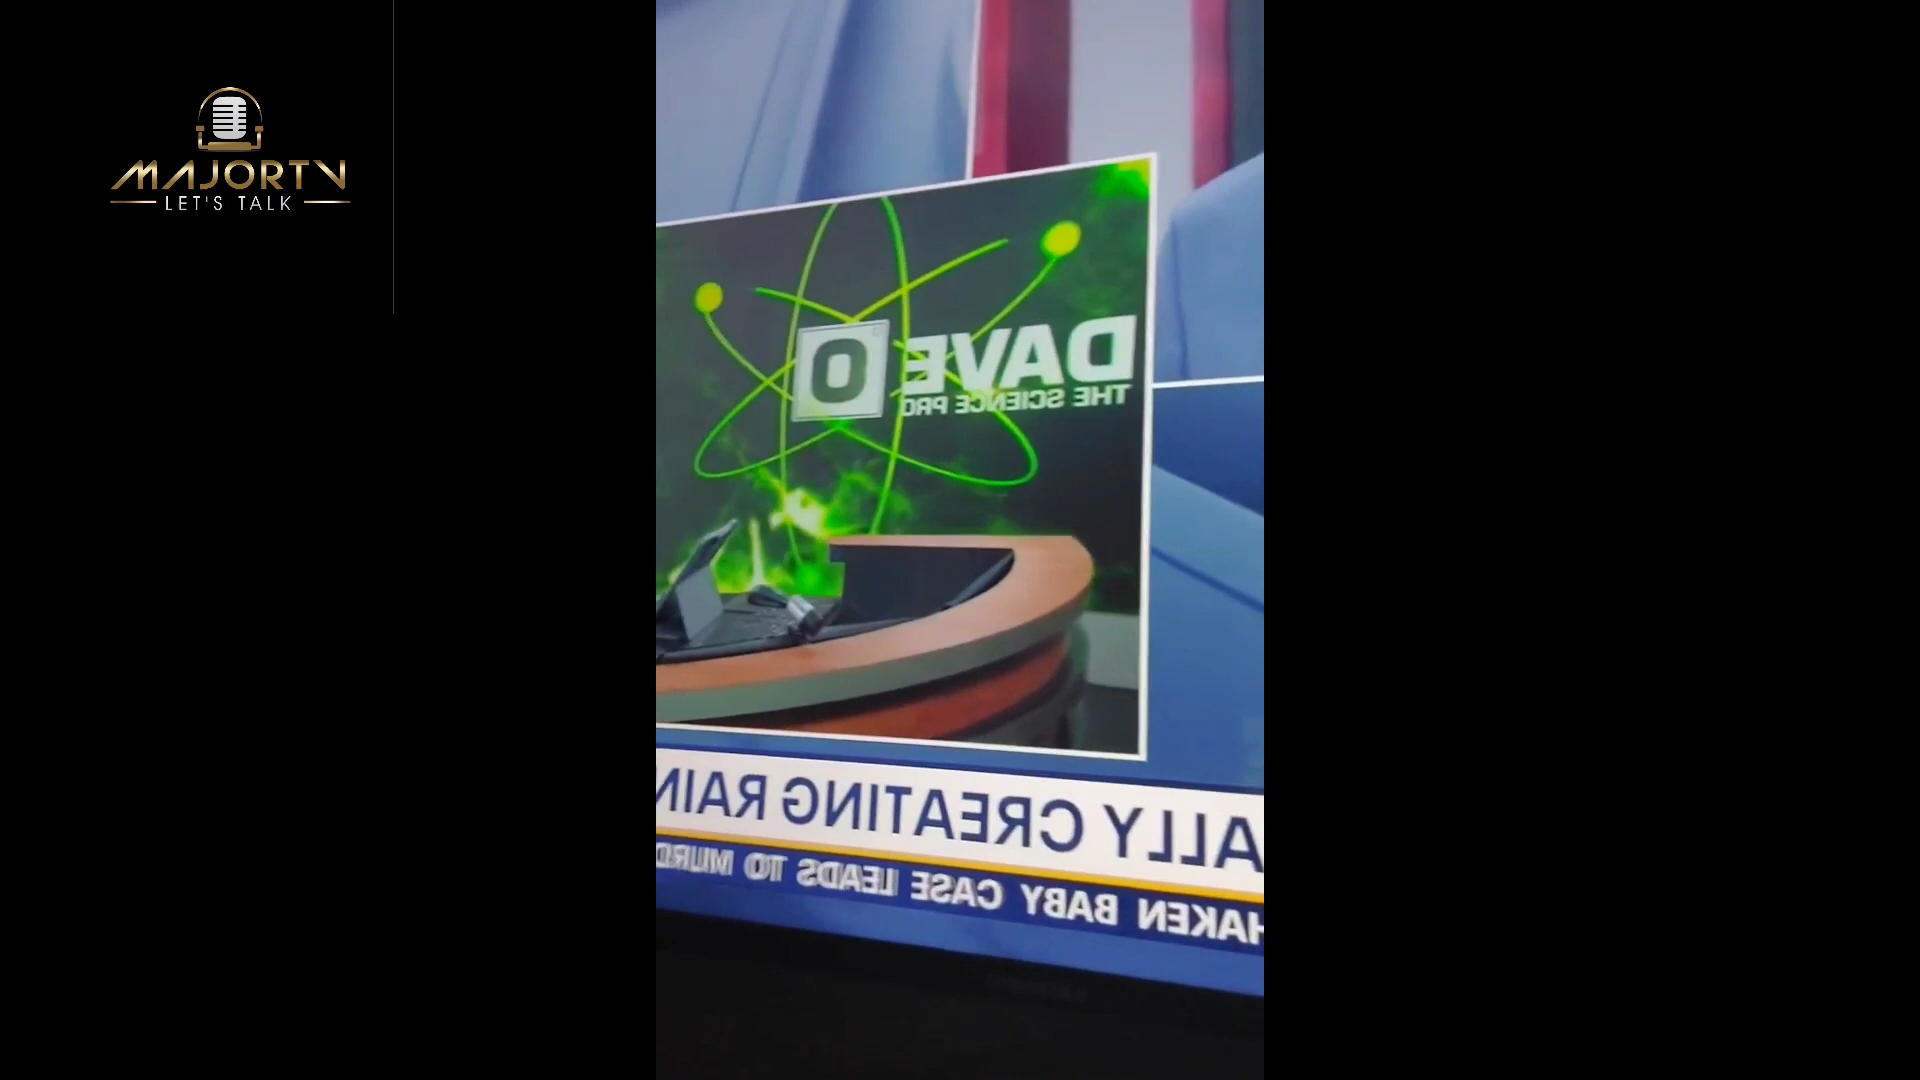 MAJORTV
LET'S TALK
DAVE O
THE SCIENCE PRO
ALLY CREATING RAIN
HAKEN BABY CASE LEADS TO MURD